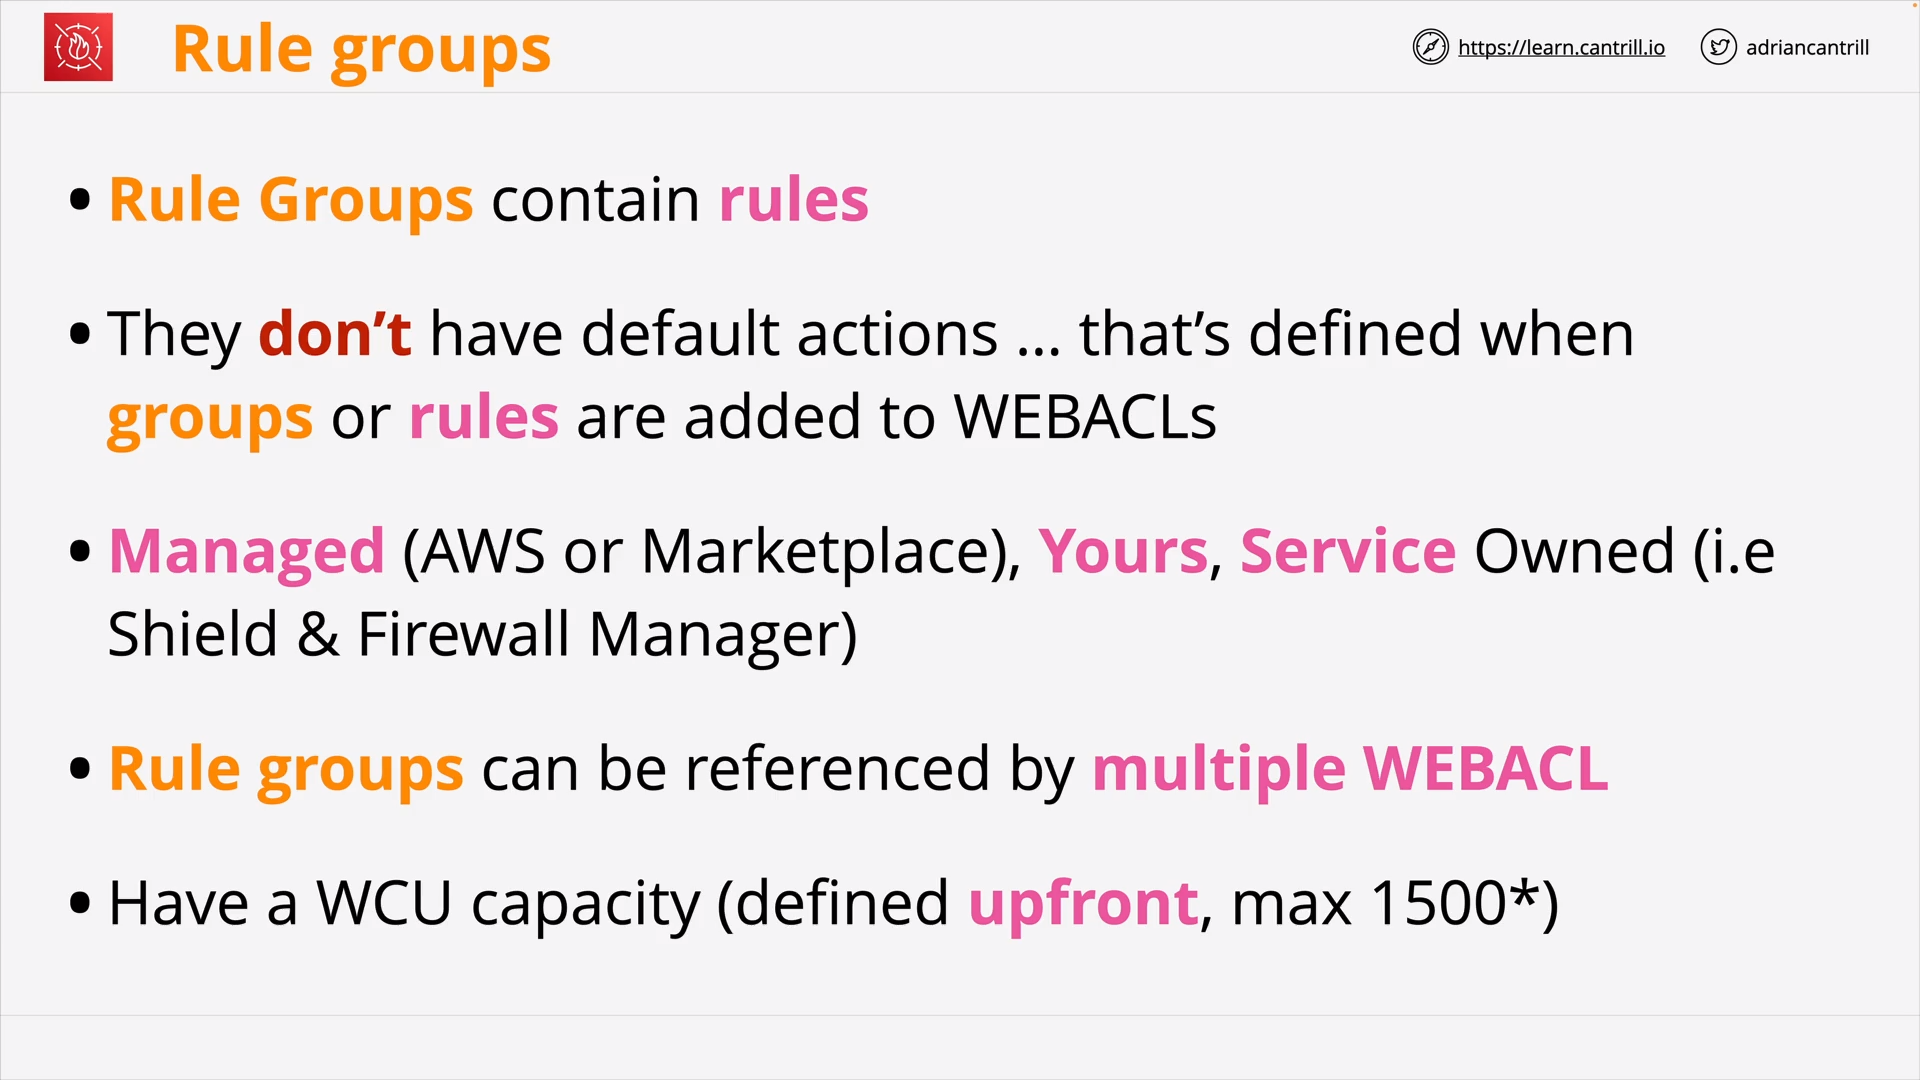 Rule groups
https://learn.cantrill.io
adriancantrill
• Rule Groups contain rules
• They don’t have default actions ... that’s defined when
groups or rules are added to WEBACLs
• Managed (AWS or Marketplace), Yours, Service Owned (i.e
Shield & Firewall Manager)
• Rule groups can be referenced by multiple WEBACL
• Have a WCU capacity (defined upfront, max 1500*)